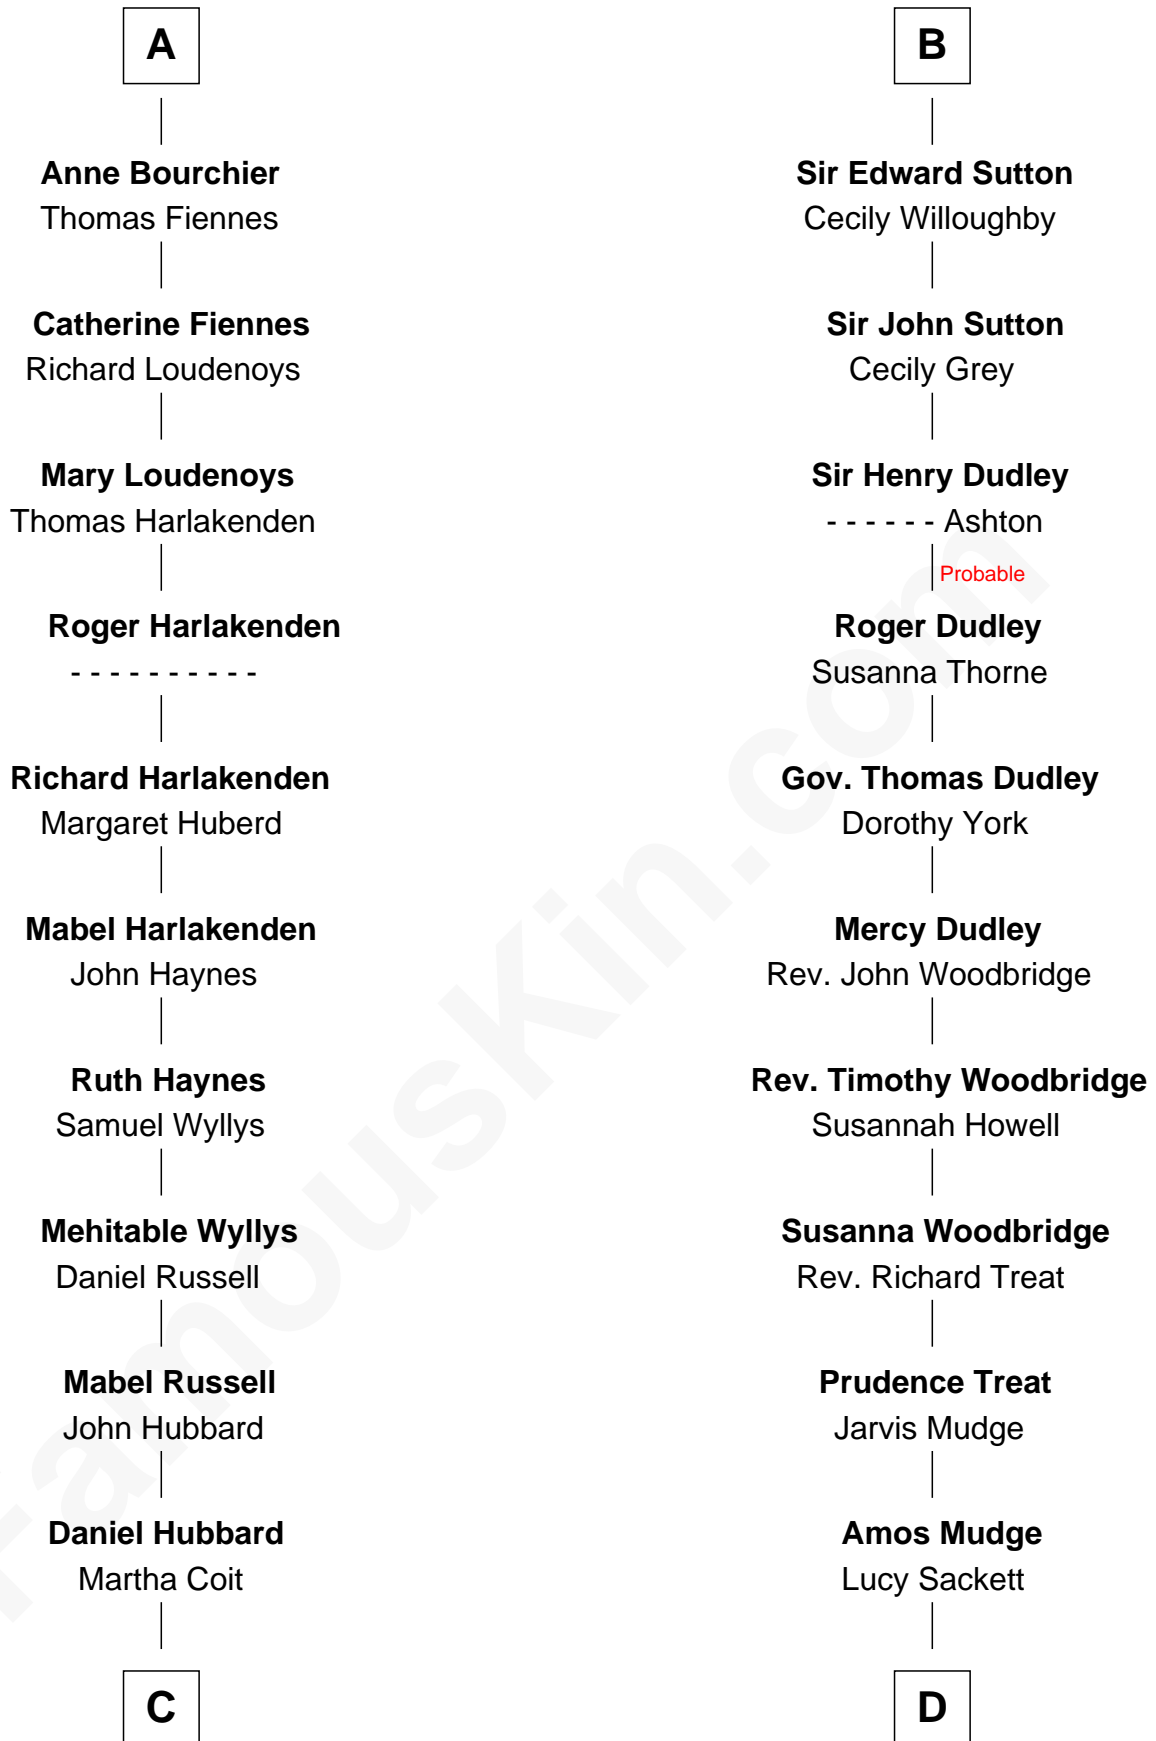 A
Anne Bourchier
Thomas Fiennes
Catherine Fiennes
Richard Loudenoys
Mary Loudenoys
Thomas Harlakenden
Roger Harlakenden
- - - - - - - - - -
Richard Harlakenden
Margaret Huberd
Mabel Harlakenden
John Haynes
Ruth Haynes
Samuel Wyllys
Mehitable Wyllys
Daniel Russell
Mabel Russell
John Hubbard
Daniel Hubbard
Martha Coit
C
B
Sir Edward Sutton
Cecily Willoughby
Sir John Sutton
Cecily Grey
Sir Henry Dudley
- - - - - - Ashton
Probable
Roger Dudley
Susanna Thorne
Gov. Thomas Dudley
Dorothy York
Mercy Dudley
Rev. John Woodbridge
Rev. Timothy Woodbridge
Susannah Howell
Susanna Woodbridge
Rev. Richard Treat
Prudence Treat
Jarvis Mudge
Amos Mudge
Lucy Sackett
D
FamousKin.com